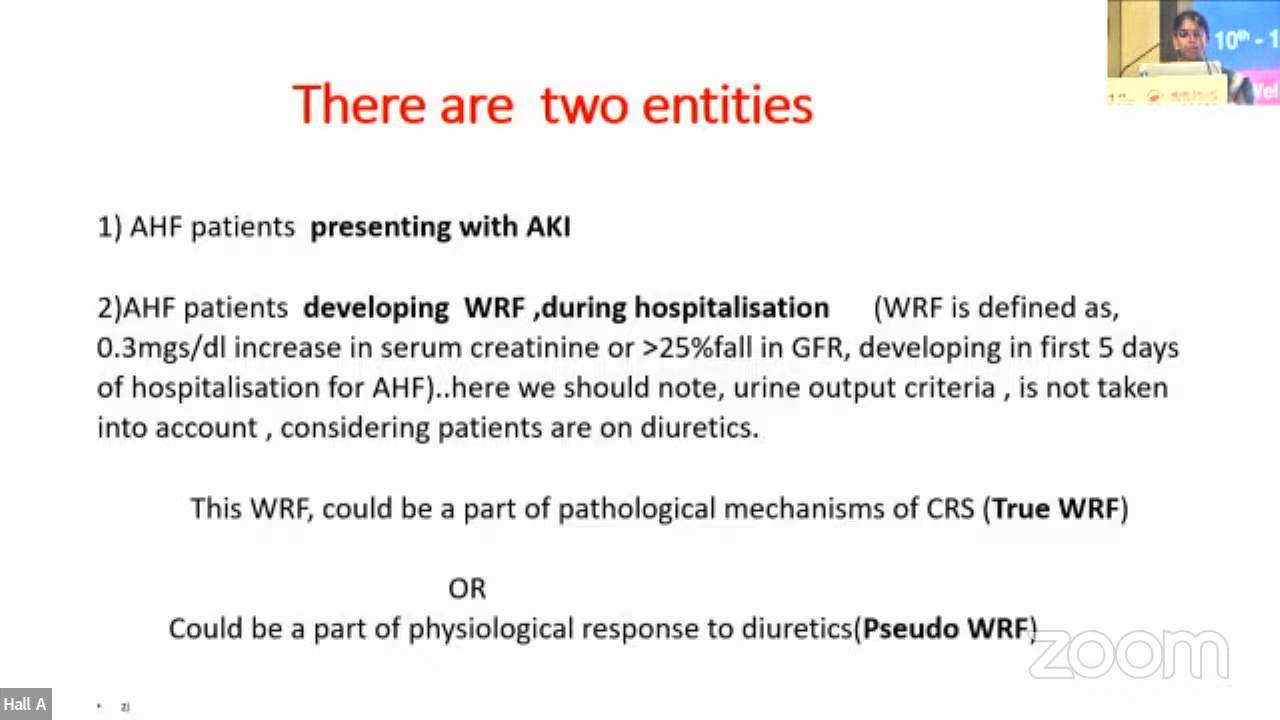 10th - 1
Wel
There are two entities
1) AHF patients presenting with AKI
2)AHF patients developing WRF ,during hospitalisation (WRF is defined as,
0.3mgs/dl increase in serum creatinine or >25%fall in GFR, developing in first 5 days
of hospitalisation for AHF)..here we should note, urine output criteria , is not taken
into account , considering patients are on diuretics.
This WRF, could be a part of pathological mechanisms of CRS (True WRF)
OR
Could be a part of physiological response to diuretics(Pseudo WRF)
zoom
Hall A